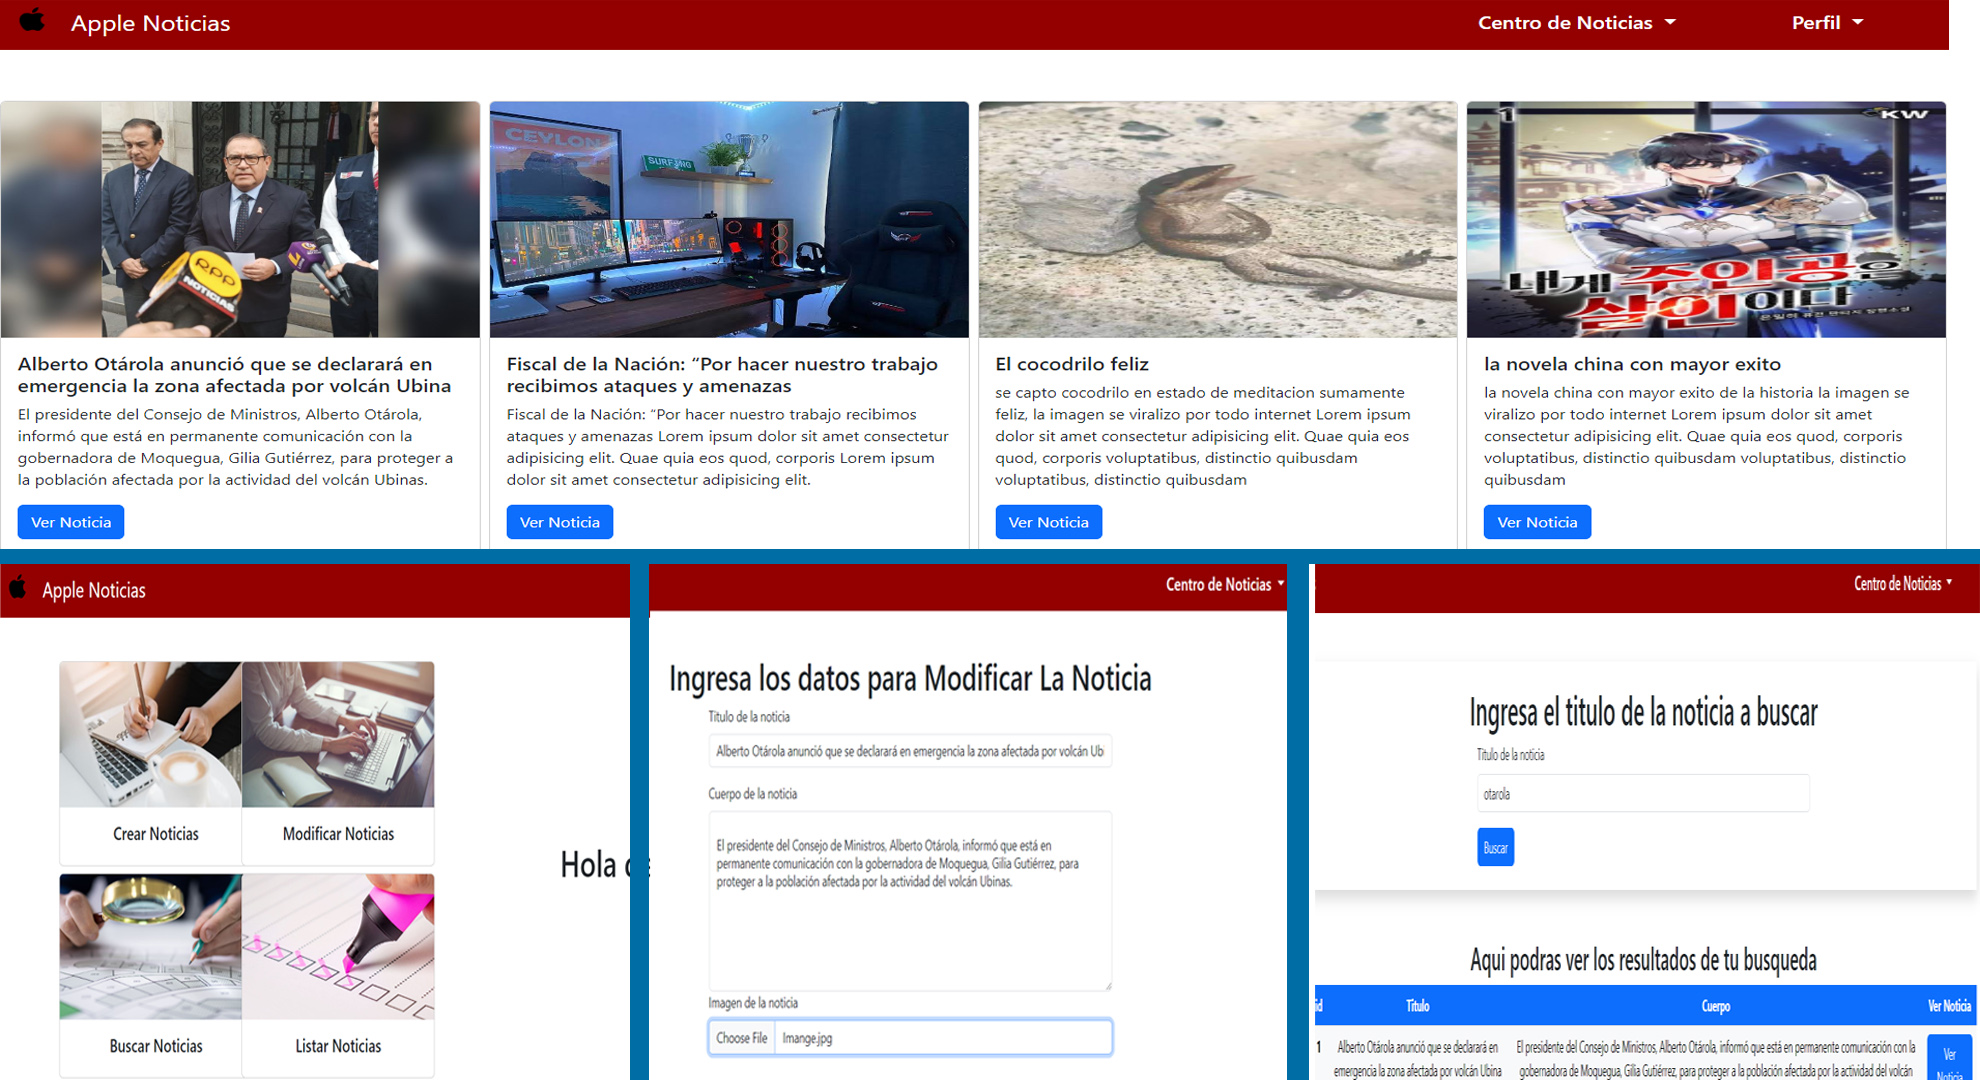 Apple Noticias
Centro de Noticias
Perfil
CEYLON
SURFING
RPP
NOTICIAS
1
KW
내게 주인공은
살인이다
Alberto Otárola anunció que se declarará en
emergencia la zona afectada por volcán Ubina
El presidente del Consejo de Ministros, Alberto Otárola,
informó que está en permanente comunicación con la
gobernadora de Moquegua, Gilia Gutiérrez, para proteger a
la población afectada por la actividad del volcán Ubinas.
Ver Noticia
Fiscal de la Nación: “Por hacer nuestro trabajo
recibimos ataques y amenazas
Fiscal de la Nación: “Por hacer nuestro trabajo recibimos
ataques y amenazas Lorem ipsum dolor sit amet consectetur
adipisicing elit. Quae quia eos quod, corporis Lorem ipsum
dolor sit amet consectetur adipisicing elit.
Ver Noticia
El cocodrilo feliz
se capto cocodrilo en estado de meditacion sumamente
feliz, la imagen se viralizo por todo internet Lorem ipsum
dolor sit amet consectetur adipisicing elit. Quae quia eos
quod, corporis voluptatibus, distinctio quibusdam
voluptatibus, distinctio quibusdam
Ver Noticia
la novela china con mayor exito
la novela china con mayor exito de la historia la imagen se
viralizo por todo internet Lorem ipsum dolor sit amet
consectetur adipisicing elit. Quae quia eos quod, corporis
voluptatibus, distinctio quibusdam voluptatibus, distinctio
quibusdam
Ver Noticia
Apple Noticias
Crear Noticias
Modificar Noticias
Buscar Noticias
Listar Noticias
Hola
Centro de Noticias
Ingresa los datos para Modificar La Noticia
Titulo de la noticia
Alberto Otárola anunció que se declarará en emergencia la zona afectada por volcán Ub
Cuerpo de la noticia
El presidente del Consejo de Ministros, Alberto Otárola, informó que está en
permanente comunicación con la gobernadora de Moquegua, Gilia Gutiérrez, para
proteger a la población afectada por la actividad del volcán Ubinas.
Imagen de la noticia
Choose File Imange.jpg
Centro de Noticias
Ingresa el titulo de la noticia a buscar
Titulo de la noticia
otarola
Buscar
Aqui podras ver los resultados de tu busqueda
id Titulo Cuerpo Ver Noticia
1 Alberto Otárola anunció que se declarará en El presidente del Consejo de Ministros, Alberto Otárola, informó que está en permanente comunicación con la Ver
emergencia la zona afectada por volcán Ubina gobernadora de Moquegua, Gilia Gutiérrez, para proteger a la población afectada por la actividad del volcán Noticia